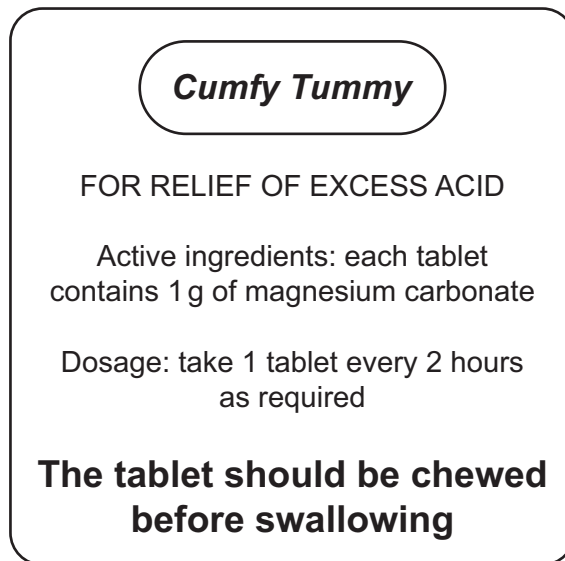 Cumfy Tummy
FOR RELIEF OF EXCESS ACID
Active ingredients: each tablet
contains 1 g of magnesium carbonate
Dosage: take 1 tablet every 2 hours
as required
The tablet should be chewed
before swallowing